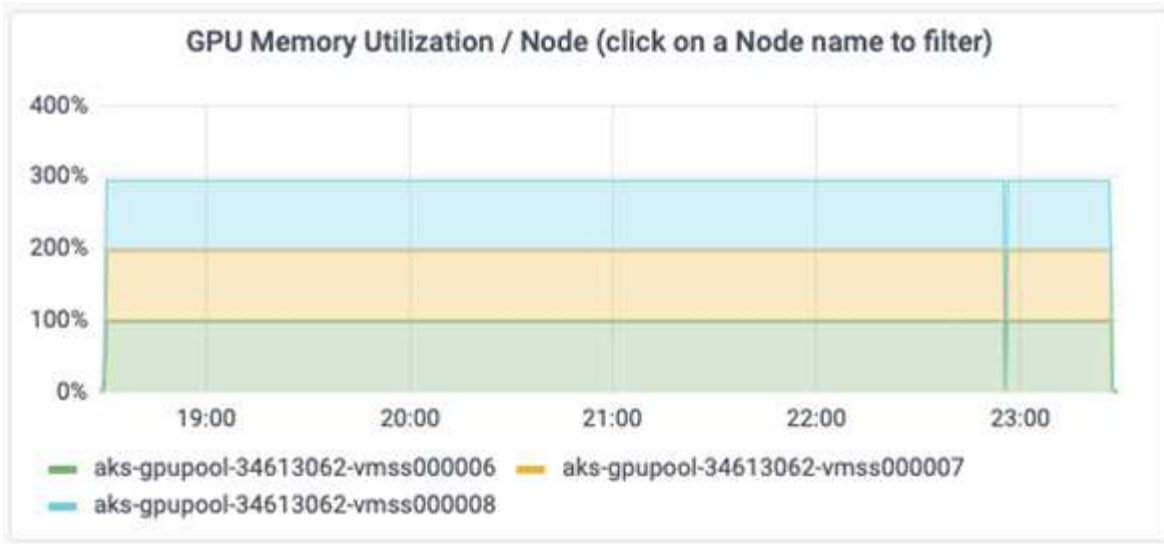 GPU Memory Utilization / Node (click on a Node name to filter)
400%
300%
200%
100%
0%
19:00 20:00 21:00 22:00 23:00
aks-gpupool-34613062-vmss000006 aks-gpupool-34613062-vmss000007
aks-gpupool-34613062-vmss000008